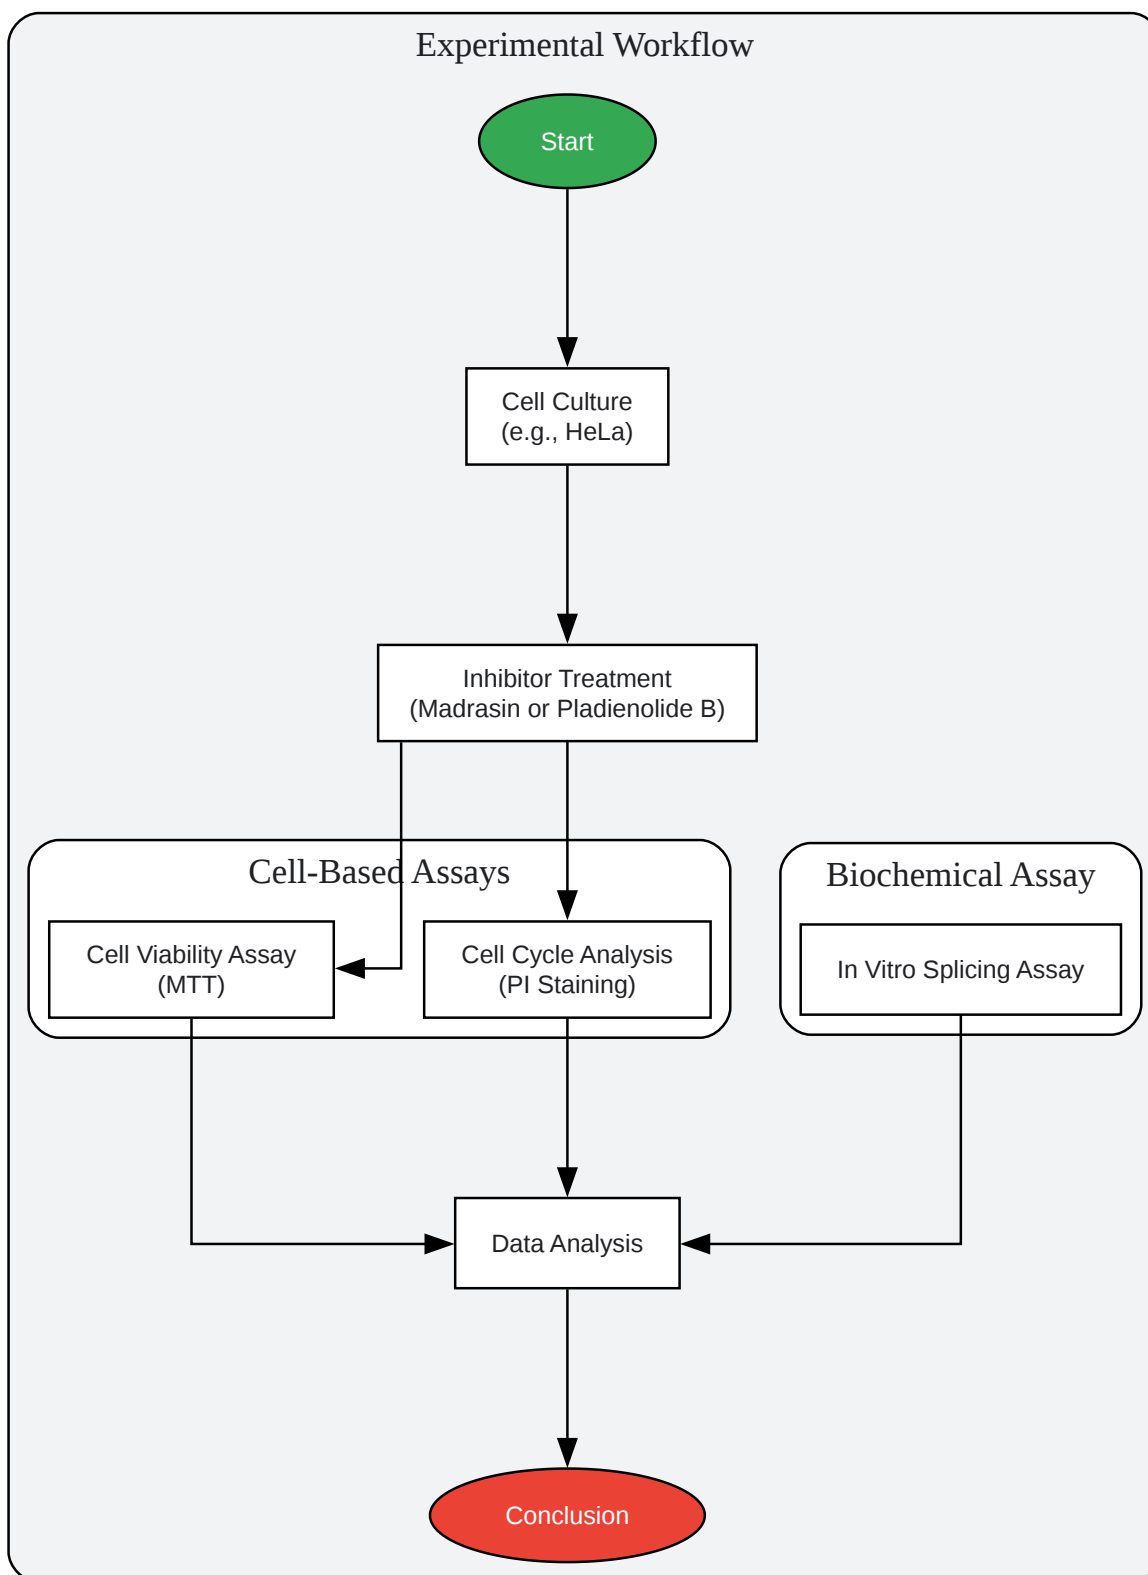 Experimental Workflow
Start
Cell Culture
(e.g., HeLa)
Inhibitor Treatment
(Madrasin or Pladienolide B)
Cell-Based Assays
Biochemical Assay
Cell Viability Assay
(MTT)
Cell Cycle Analysis
(PI Staining)
In Vitro Splicing Assay
Data Analysis
Conclusion